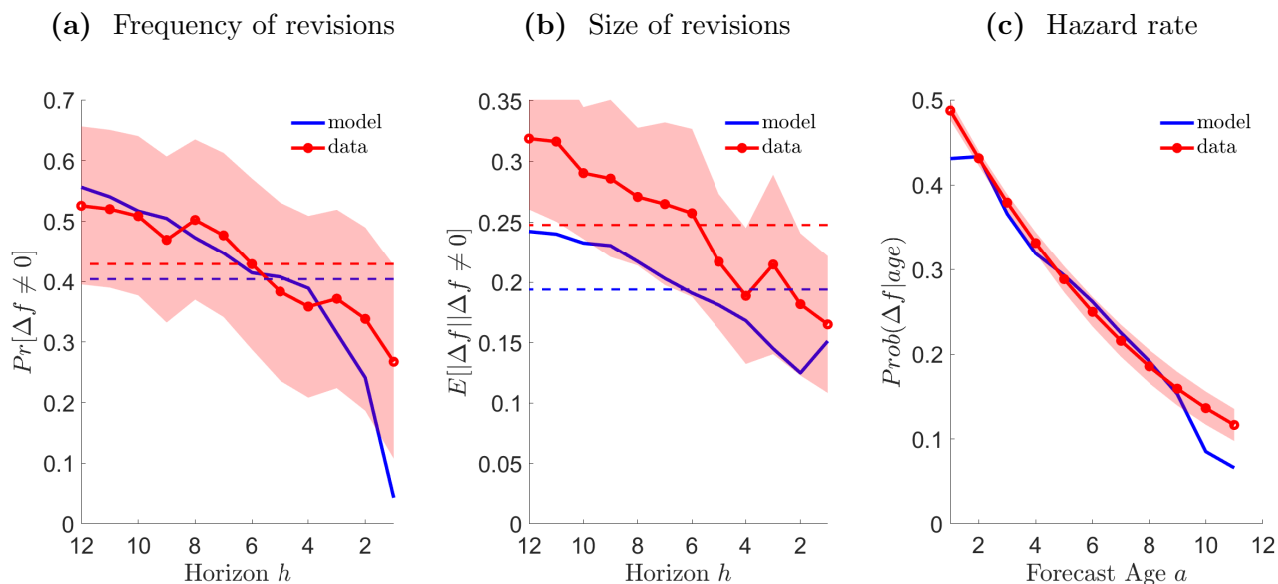 (a) Frequency of revisions
0.7
0.6
0.5
0.4
0.3
0.2
0.1
0
12 10 8 6 4 2
Pr[Δf ≠ 0]
Horizon h
model
data
(b) Size of revisions
0.35
0.3
0.25
0.2
0.15
0.1
0.05
0
12 10 8 6 4 2
E[|Δf||Δf ≠ 0]
Horizon h
model
data
(c) Hazard rate
0.5
0.4
0.3
0.2
0.1
0
2 4 6 8 10 12
Prob(Δf|age)
Forecast Age a
model
data